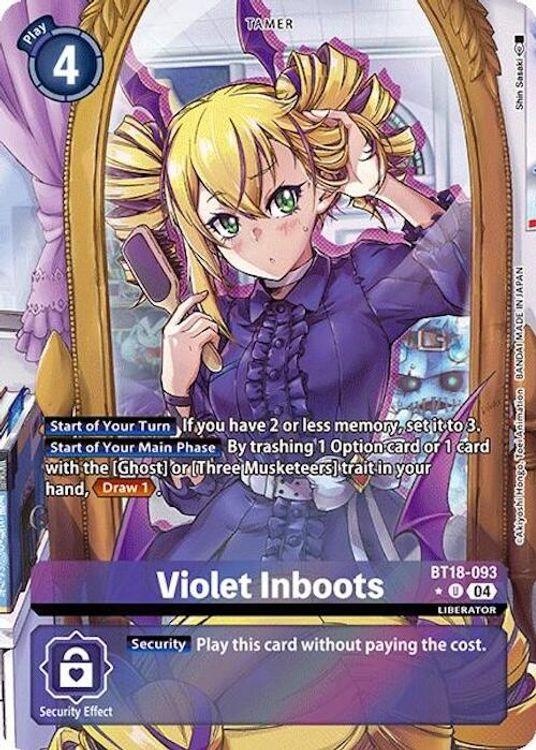 TAMER
Play
4
Shin Sasaki
[Start of Your Turn] If you have 2 or less memory, set it to 3.
[Start of Your Main Phase] By trashing 1 Option card or 1 card
with the [Ghost] or [Three Musketeers] trait in your
hand, <Draw 1>.
©Akiyoshi Hongo, Toei Animation BANDAI MADE IN JAPAN
Violet Inboots
BT18-093
U 04
LIBERATOR
Security Play this card without paying the cost.
Security Effect